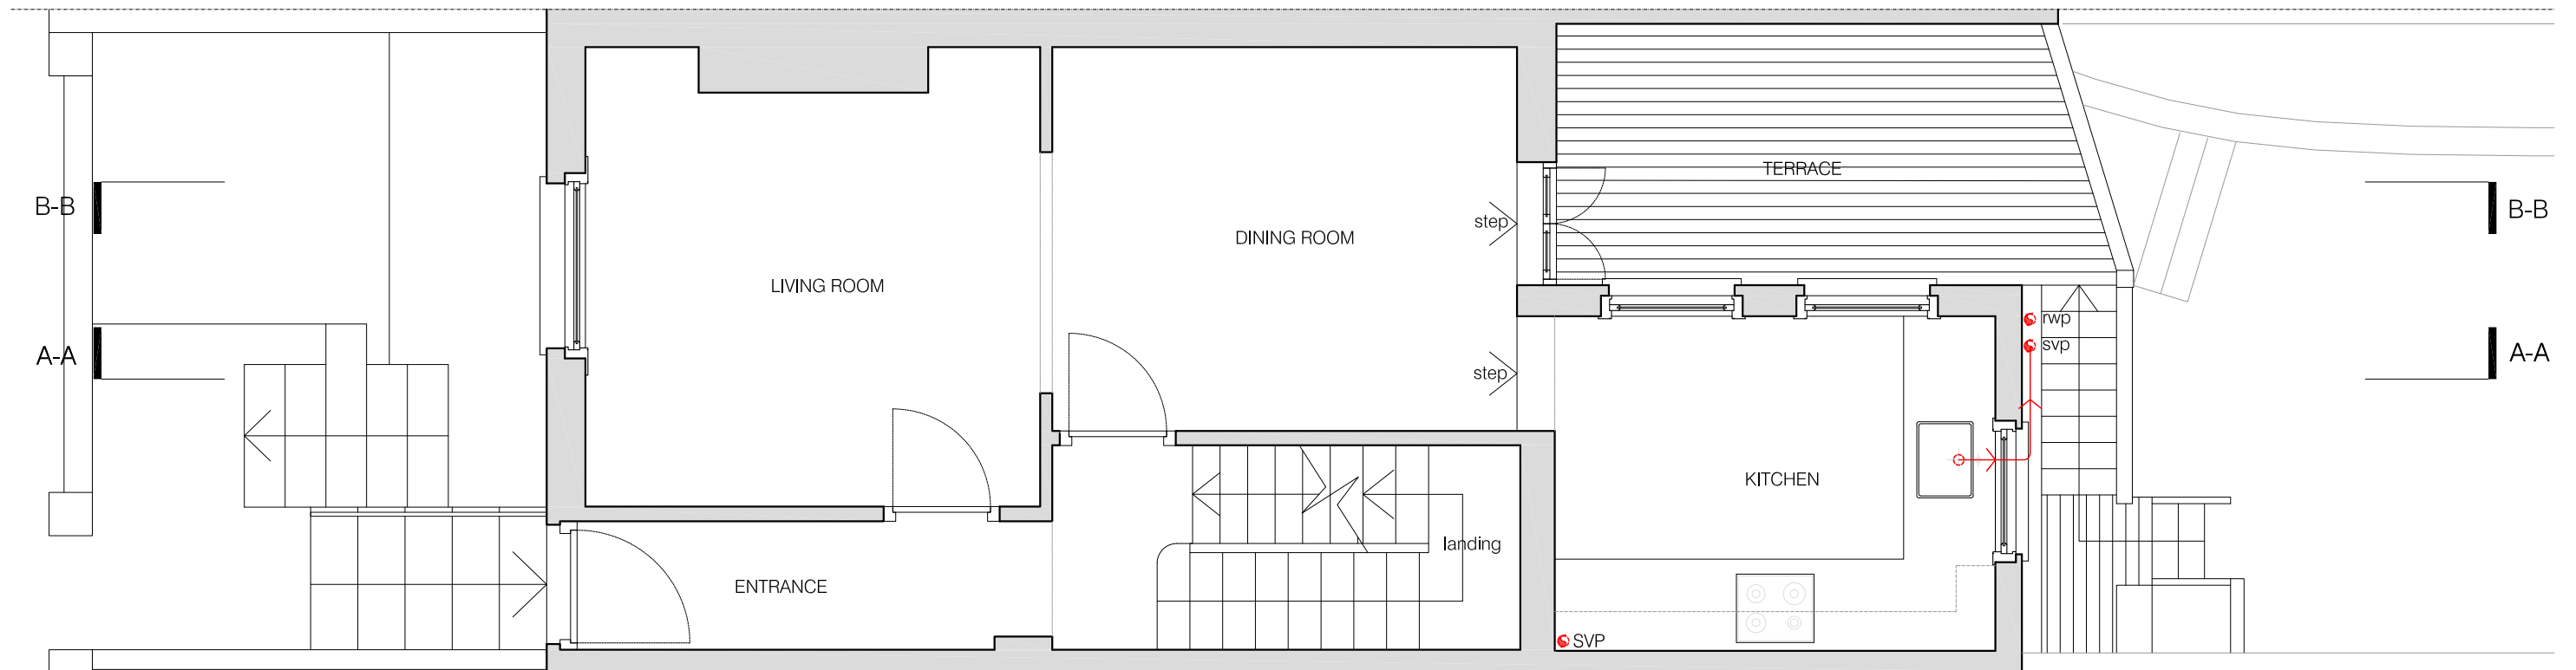 TERRACE
B-B
B-B
step
DINING ROOM
LIVING ROOM
rwp
svp
A-A
A-A
step
KITCHEN
landing
ENTRANCE
SVP